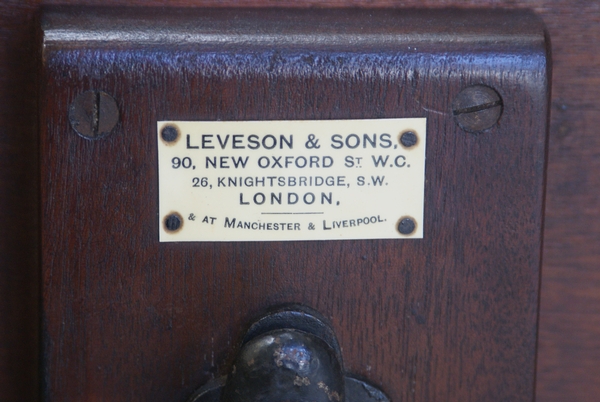 LEVESON & SONS,
90, NEW OXFORD ST. W.C.
26, KNIGHTSBRIDGE, S.W.
LONDON,
& AT MANCHESTER & LIVERPOOL.